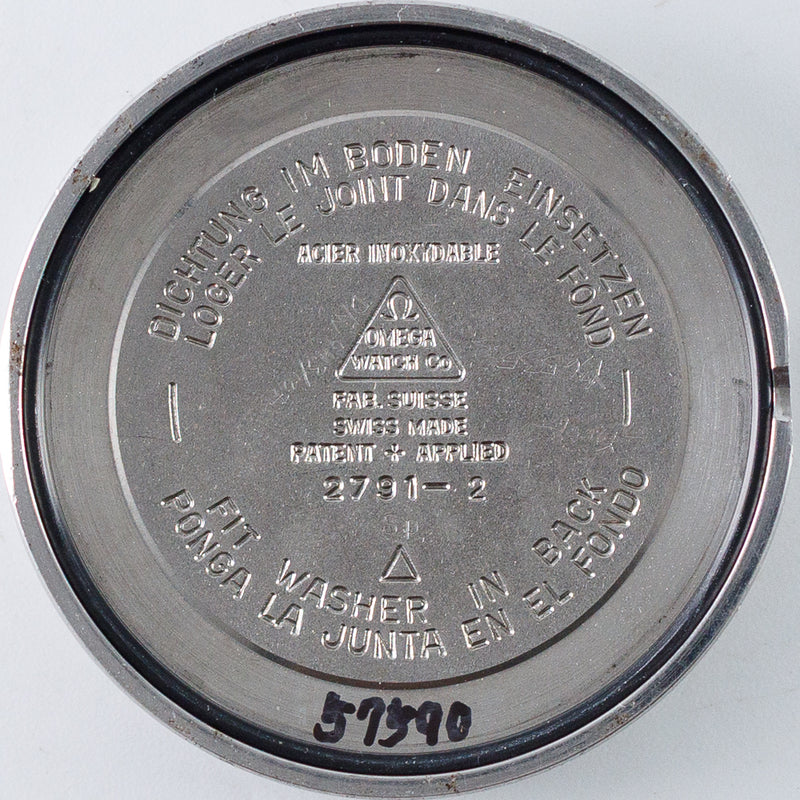 DICHTUNG IM BODEN EINSETZEN
LOGER LE JOINT DANS LE FOND
ACIER INOXYDABLE
Ω
OMEGA
WATCH CO
FAB. SUISSE
SWISS MADE
PATENT + APPLIED
2791-2
FIT WASHER IN BACK
PONGA LA JUNTA EN EL FONDO
57570